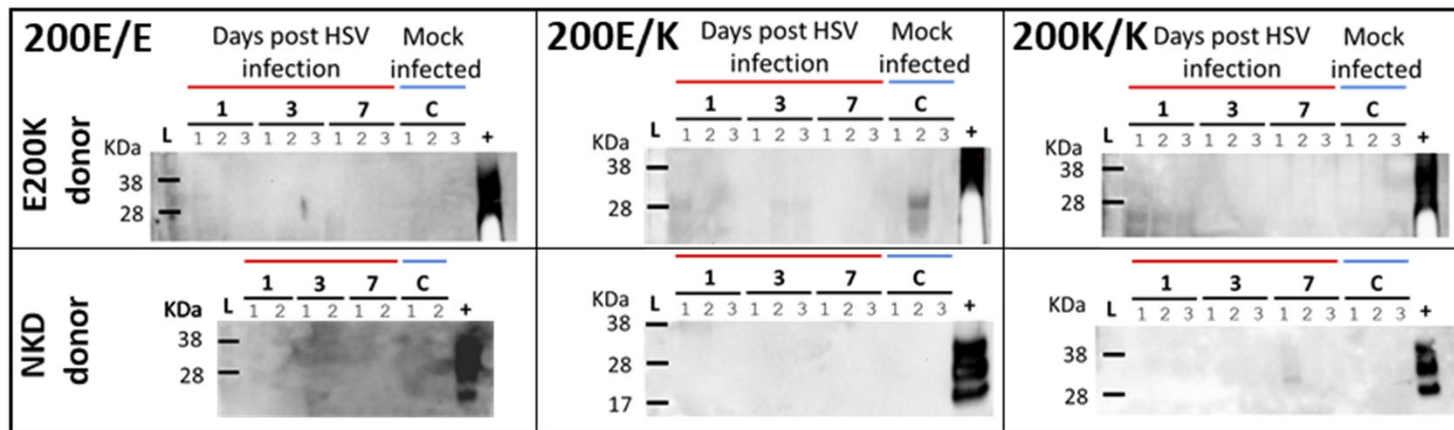 200E/E Days post HSV infection Mock infected
1 3 7 C
L 1 2 3 1 2 3 1 2 3 1 2 3 +
KDa
38
28
E200K donor
200E/K Days post HSV infection Mock infected
1 3 7 C
L 1 2 3 1 2 3 1 2 3 1 2 3 +
KDa
38
28
200K/K Days post HSV infection Mock infected
1 3 7 C
L 1 2 3 1 2 3 1 2 3 1 2 3 +
KDa
38
28
NKD donor
1 3 7 C
KDa L 1 2 1 2 1 2 1 2 +
38
28
1 3 7 C
KDa L 1 2 3 1 2 3 1 2 3 1 2 3 +
38
28
17
1 3 7 C
KDa L 1 2 3 1 2 3 1 2 3 1 2 3 +
38
28